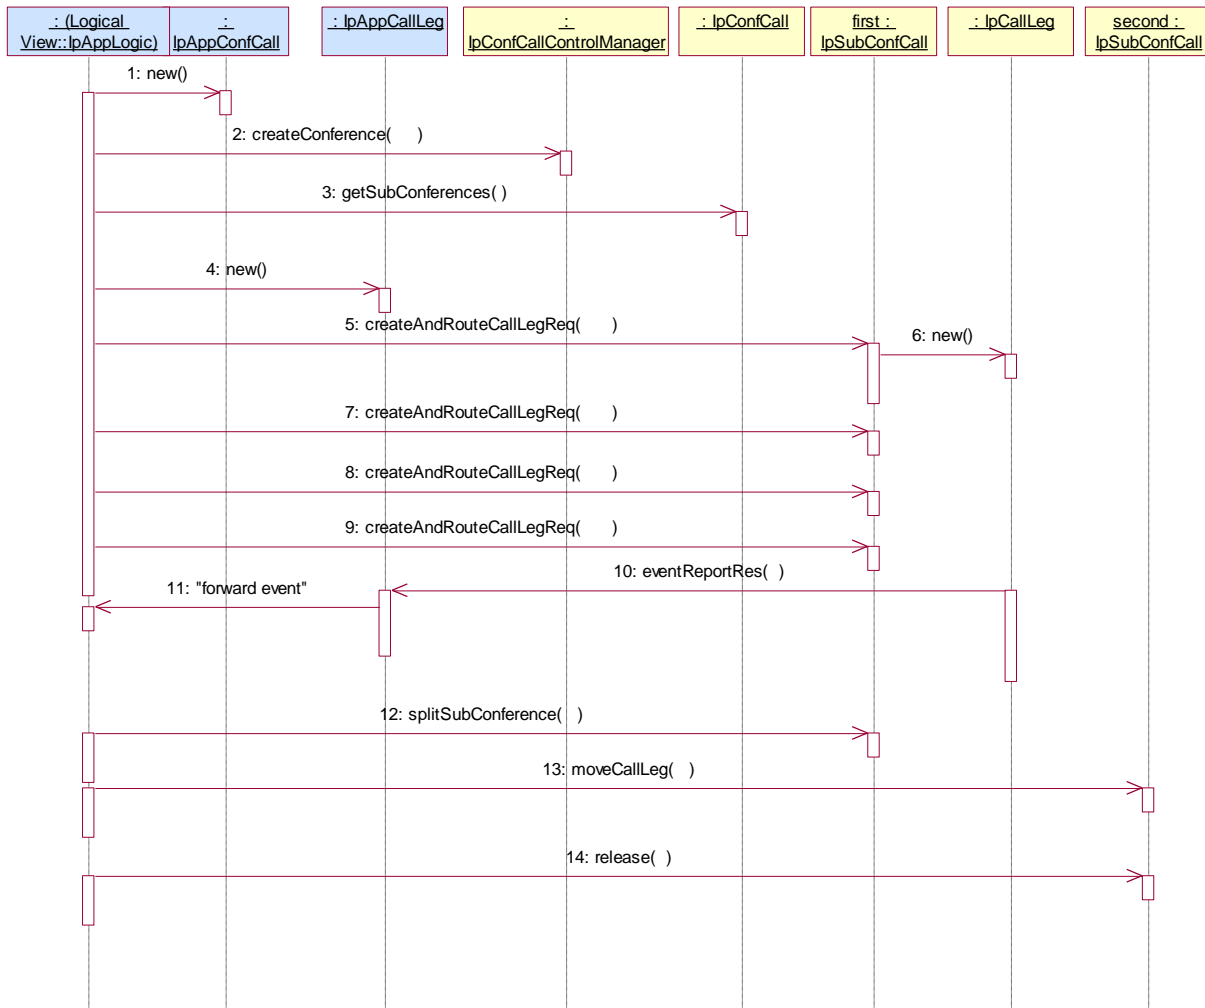 : (Logical
View::IpAppLogic)
:
IpAppConfCall
: IpAppCallLeg
:
IpConfCallControlManager
: IpConfCall
first :
IpSubConfCall
: IpCallLeg
second :
IpSubConfCall
1: new()
2: createConference( )
3: getSubConferences( )
4: new()
5: createAndRouteCallLegReq( )
6: new()
7: createAndRouteCallLegReq( )
8: createAndRouteCallLegReq( )
9: createAndRouteCallLegReq( )
10: eventReportRes( )
11: "forward event"
12: splitSubConference( )
13: moveCallLeg( )
14: release( )